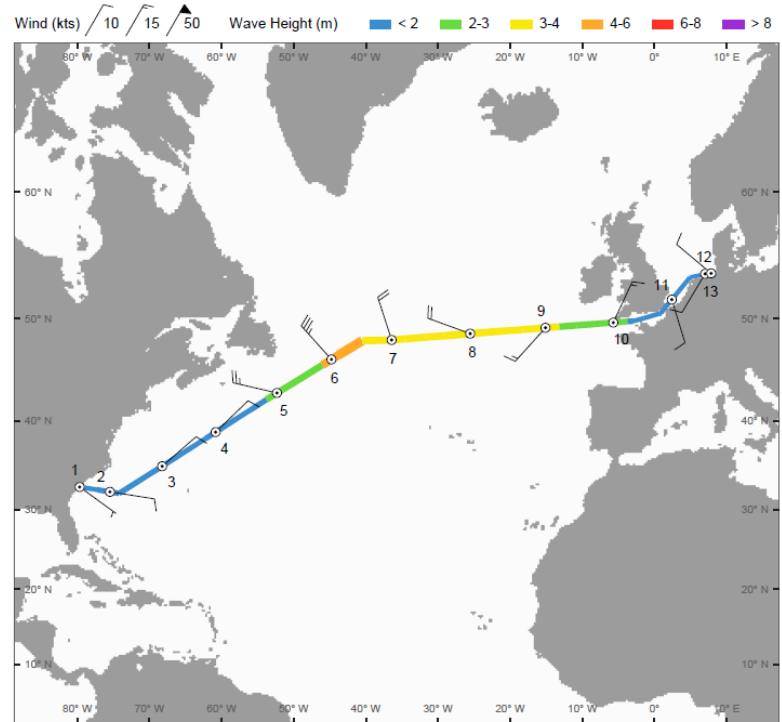 Wind (kts) 10 15 50 Wave Height (m) < 2 2-3 3-4 4-6 6-8 > 8
80° W 70° W 60° W 50° W 40° W 30° W 20° W 10° W 0° 10° E
60° N 60° N
12
11
13
50° N 9 50° N
10
7 8
6
40° N 5 40° N
4
1
2 3
30° N 30° N
20° N 20° N
10° N 10° N
80° W 70° W 60° W 50° W 40° W 30° W 20° W 10° W 0° 10° E